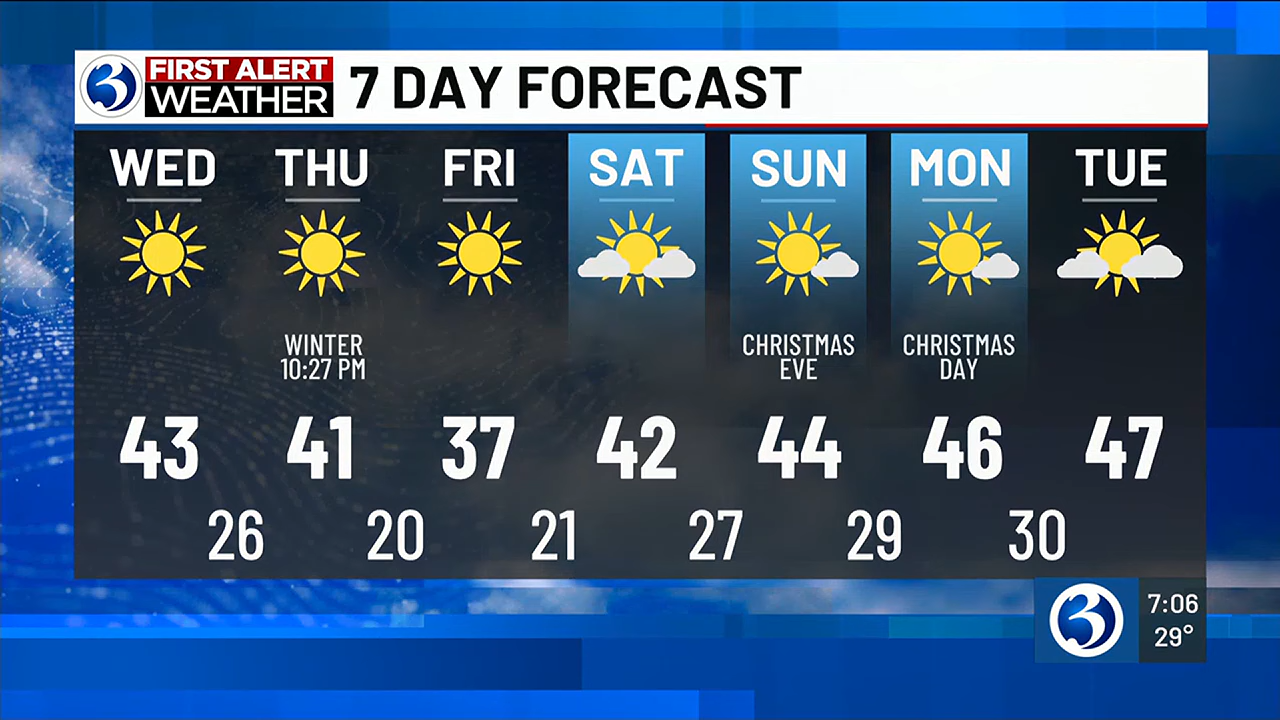 3 FIRST ALERT
WEATHER
7 DAY FORECAST
WED THU FRI SAT SUN MON TUE
WINTER
10:27 PM
CHRISTMAS
EVE
CHRISTMAS
DAY
43 41 37 42 44 46 47
26 20 21 27 29 30
3
7:06
29°